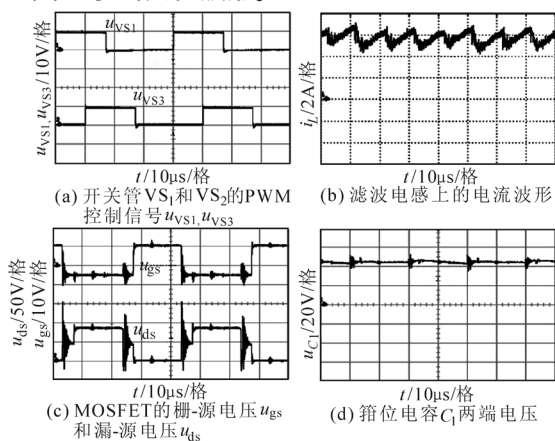 u_VS1
u_VS3
u_VS1, u_VS3/10V/格
t/10μs/格
(a) 开关管VS₁和VS₂的PWM
控制信号u_VS1,u_VS3
i_L/2A/格
t/10μs/格
(b) 滤波电感上的电流波形
u_gs
u_ds
u_ds/50V/格
u_gs/10V/格
t/10μs/格
(c) MOSFET的栅-源电压u_gs
和漏-源电压u_ds
u_C1/20V/格
t/10μs/格
(d) 箝位电容C₁两端电压